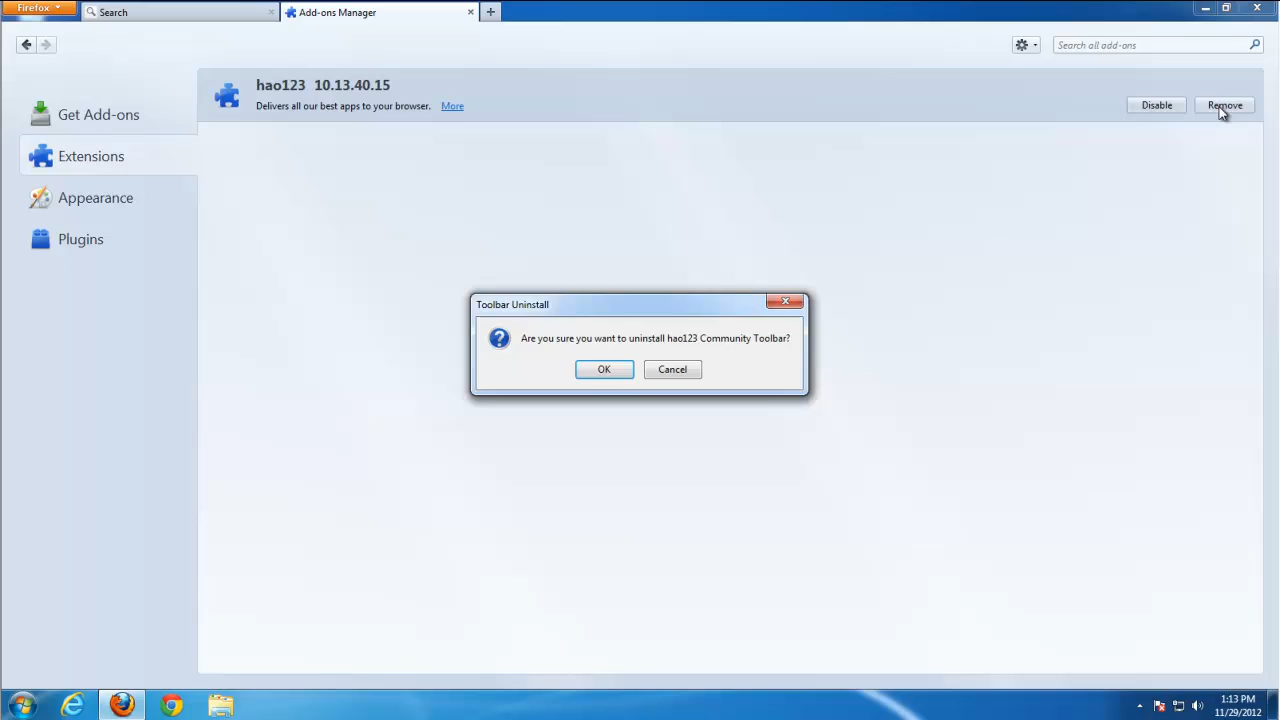 Firefox
Search
Add-ons Manager
Search all add-ons
hao123 10.13.40.15
Delivers all our best apps to your browser. More
Disable
Remove
Get Add-ons
Extensions
Appearance
Plugins
Toolbar Uninstall
Are you sure you want to uninstall hao123 Community Toolbar?
OK
Cancel
1:13 PM
11/29/2012